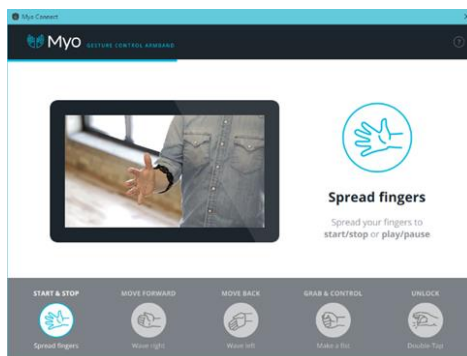 Myo Connect
Myo GESTURE CONTROL ARMBAND
?
Spread fingers
Spread your fingers to
start/stop or play/pause
START & STOP
MOVE FORWARD
MOVE BACK
GRAB & CONTROL
UNLOCK
Spread fingers
Wave right
Wave left
Make a fist
Double-Tap